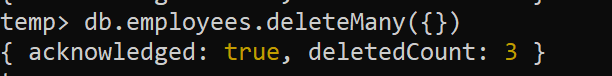 temp> db.employees.deleteMany({})
{ acknowledged: true, deletedCount: 3 }